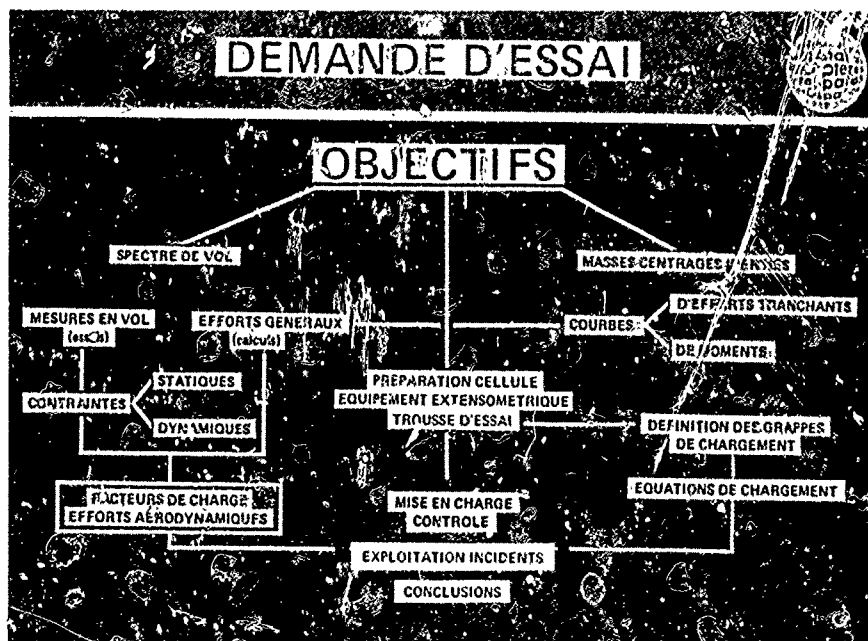 DEMANDE D'ESSAI
OBJECTIFS
SPECTRE DE VOL
MASSES CENTRAGES
MESURES EN VOL
EFFORTS GENERAUX
(calculs)
COURBES
D'EFFORTS TRANCHANTS
DE MOMENTS
CONTRAINTES
STATIQUES
DYNAMIQUES
PREPARATION CELLULE
EQUIPEMENT EXTENSOMETRIQUE
TROUSSE D'ESSAI
DEFINITION DES GRAPPES
DE CHARGEMENT
EQUATIONS DE CHARGEMENT
FACTEURS DE CHARGE
EFFORTS AERODYNAMIQUES
MISE EN CHARGE
CONTROLE
EXPLOITATION INCIDENTS
CONCLUSIONS